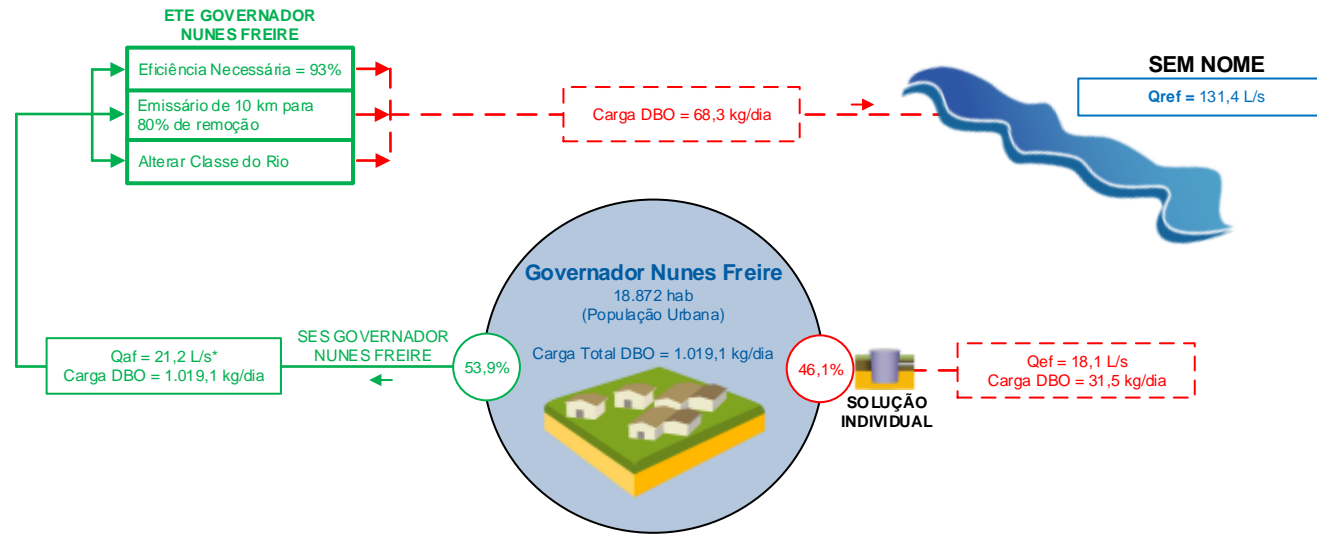 ETE GOVERNADOR
NUNES FREIRE
Eficiência Necessária = 93%
Emissário de 10 km para
80% de remoção
Alterar Classe do Rio
Carga DBO = 68,3 kg/dia
SEM NOME
Qref = 131,4 L/s
Governador Nunes Freire
18.872 hab
(População Urbana)
Carga Total DBO = 1.019,1 kg/dia
SES GOVERNADOR
NUNES FREIRE
Qaf = 21,2 L/s*
Carga DBO = 1.019,1 kg/dia
53,9%
46,1%
SOLUÇÃO
INDIVIDUAL
Qef = 18,1 L/s
Carga DBO = 31,5 kg/dia